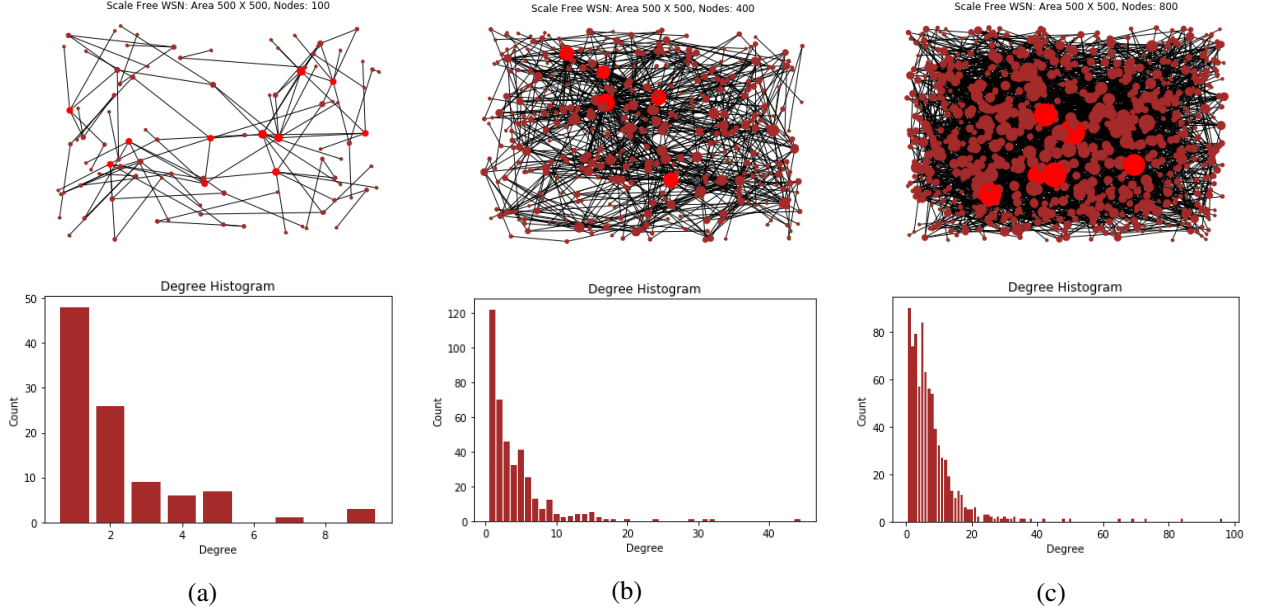 Scale Free WSN: Area 500 X 500, Nodes: 100
Scale Free WSN: Area 500 X 500, Nodes: 400
Scale Free WSN: Area 500 X 500, Nodes: 800
Degree Histogram
50
40
30
20
10
0
Count
2
4
6
8
Degree
Degree Histogram
120
100
80
60
40
20
0
Count
0
10
20
30
40
Degree
Degree Histogram
80
60
40
20
0
Count
0
20
40
60
80
100
Degree
(a)
(b)
(c)